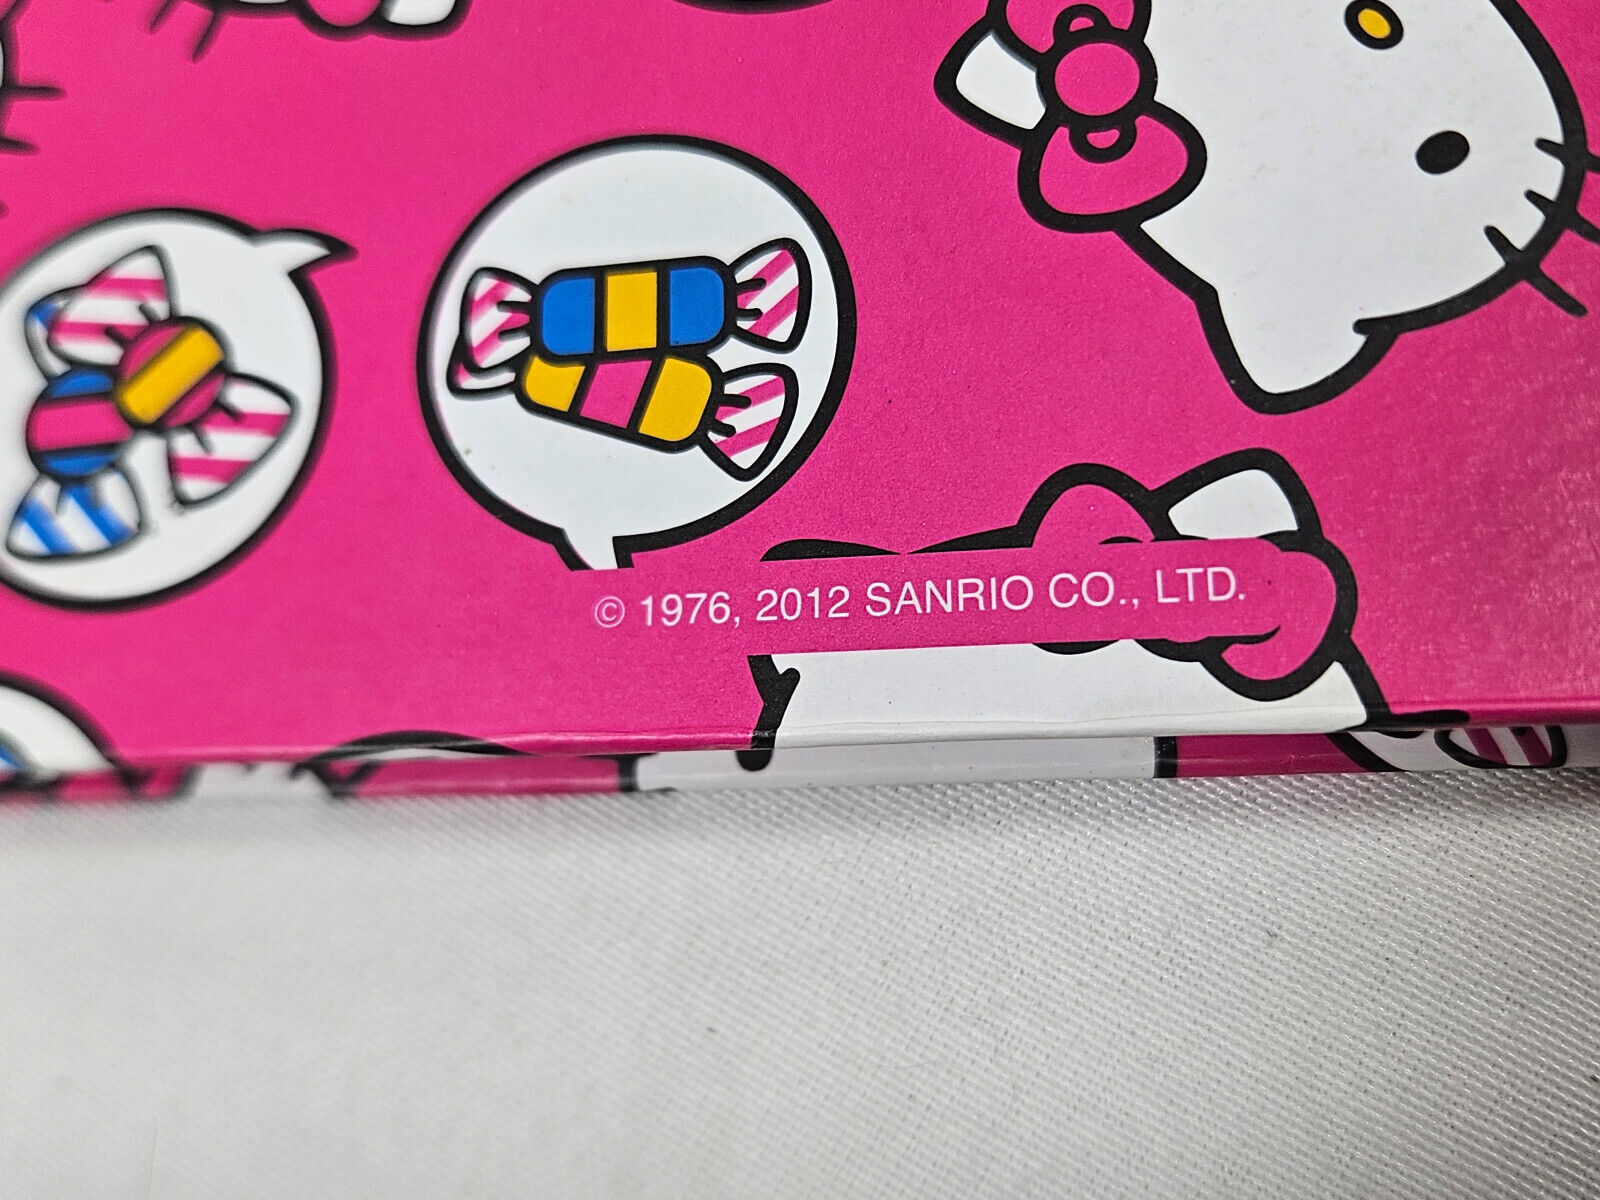 © 1976, 2012 SANRIO CO., LTD.